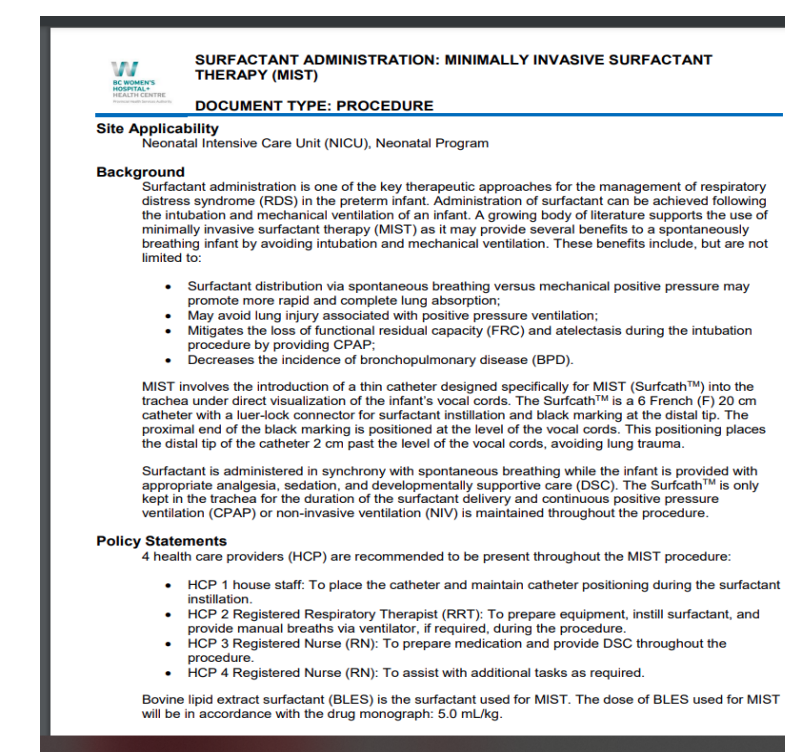 SURFACTANT ADMINISTRATION: MINIMALLY INVASIVE SURFACTANT
THERAPY (MIST)
BC WOMEN'S
HOSPITAL+
HEALTH CENTRE
Provincial Health Services Authority
DOCUMENT TYPE: PROCEDURE
Site Applicability
Neonatal Intensive Care Unit (NICU), Neonatal Program
Background
Surfactant administration is one of the key therapeutic approaches for the management of respiratory
distress syndrome (RDS) in the preterm infant. Administration of surfactant can be achieved following
the intubation and mechanical ventilation of an infant. A growing body of literature supports the use of
minimally invasive surfactant therapy (MIST) as it may provide several benefits to a spontaneously
breathing infant by avoiding intubation and mechanical ventilation. These benefits include, but are not
limited to:
• Surfactant distribution via spontaneous breathing versus mechanical positive pressure may
promote more rapid and complete lung absorption;
• May avoid lung injury associated with positive pressure ventilation;
• Mitigates the loss of functional residual capacity (FRC) and atelectasis during the intubation
procedure by providing CPAP;
• Decreases the incidence of bronchopulmonary disease (BPD).
MIST involves the introduction of a thin catheter designed specifically for MIST (Surfcath™) into the
trachea under direct visualization of the infant's vocal cords. The Surfcath™ is a 6 French (F) 20 cm
catheter with a luer-lock connector for surfactant instillation and black marking at the distal tip. The
proximal end of the black marking is positioned at the level of the vocal cords. This positioning places
the distal tip of the catheter 2 cm past the level of the vocal cords, avoiding lung trauma.
Surfactant is administered in synchrony with spontaneous breathing while the infant is provided with
appropriate analgesia, sedation, and developmentally supportive care (DSC). The Surfcath™ is only
kept in the trachea for the duration of the surfactant delivery and continuous positive pressure
ventilation (CPAP) or non-invasive ventilation (NIV) is maintained throughout the procedure.
Policy Statements
4 health care providers (HCP) are recommended to be present throughout the MIST procedure:
• HCP 1 house staff: To place the catheter and maintain catheter positioning during the surfactant
instillation.
• HCP 2 Registered Respiratory Therapist (RRT): To prepare equipment, instill surfactant, and
provide manual breaths via ventilator, if required, during the procedure.
• HCP 3 Registered Nurse (RN): To prepare medication and provide DSC throughout the
procedure.
• HCP 4 Registered Nurse (RN): To assist with additional tasks as required.
Bovine lipid extract surfactant (BLES) is the surfactant used for MIST. The dose of BLES used for MIST
will be in accordance with the drug monograph: 5.0 mL/kg.